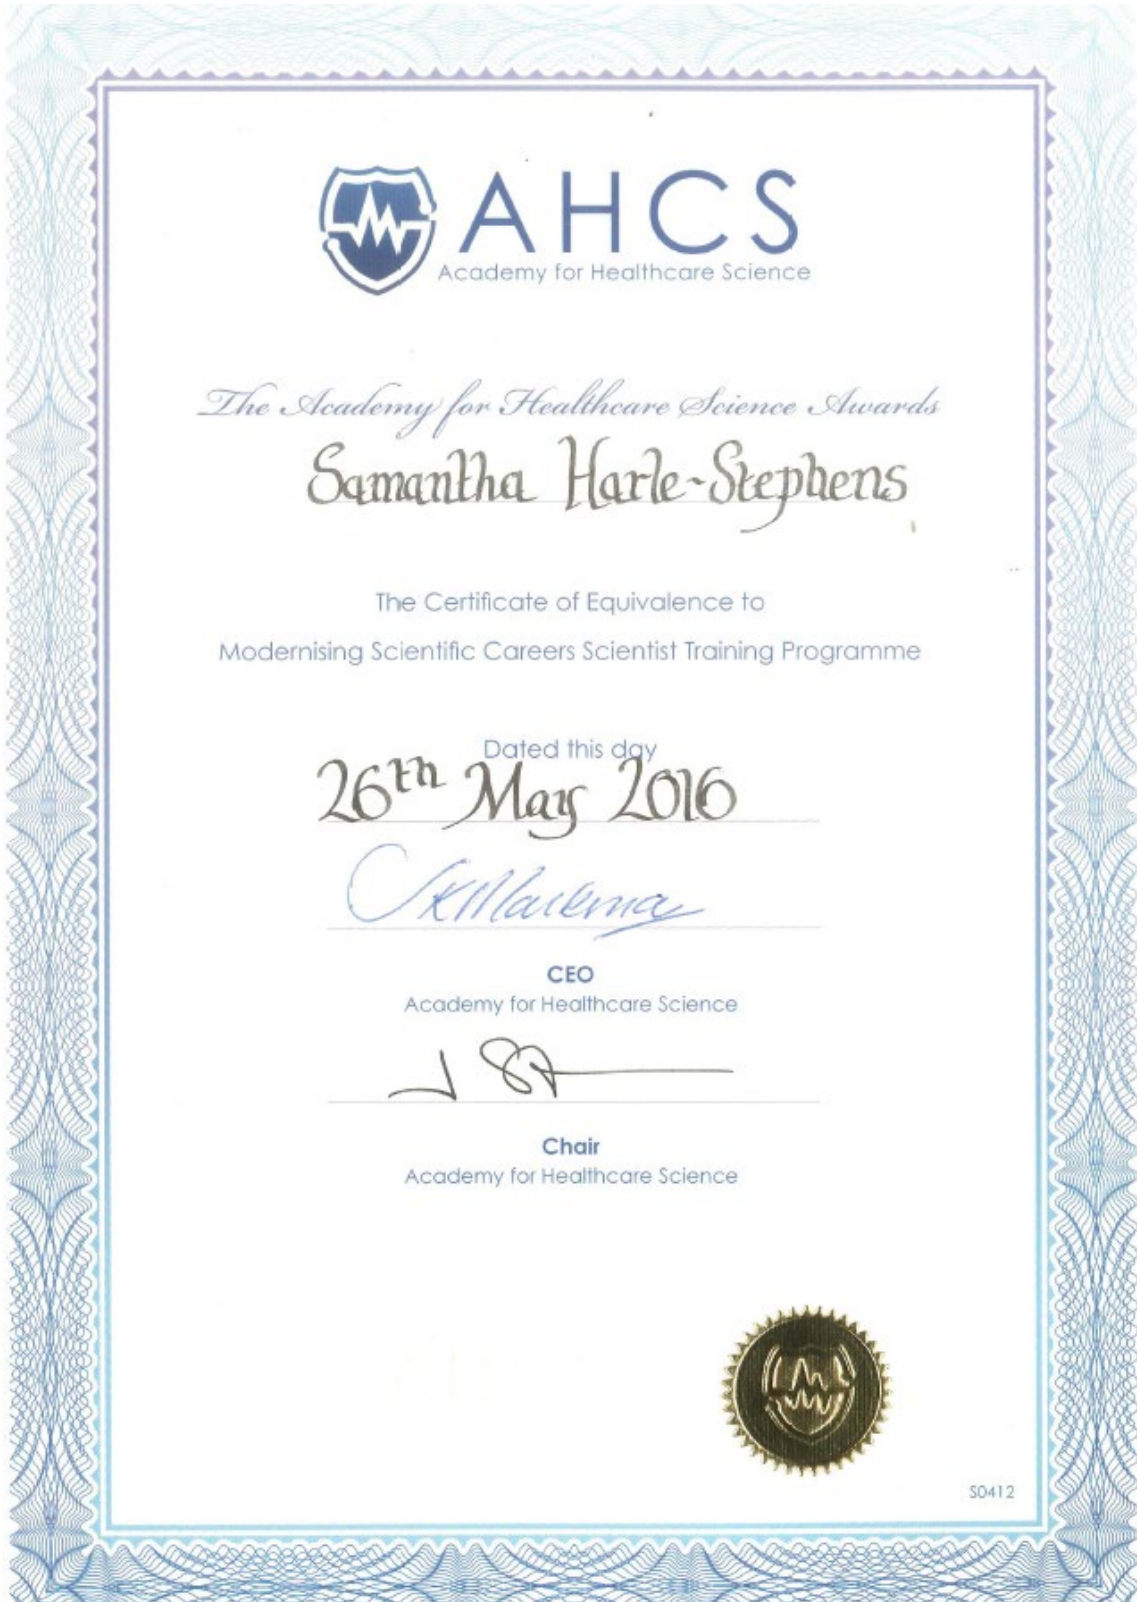 AHCS
Academy for Healthcare Science
The Academy for Healthcare Science Awards
Samantha Harle-Stephens
The Certificate of Equivalence to
Modernising Scientific Careers Scientist Training Programme
Dated this day
26th May 2016
CEO
Academy for Healthcare Science
Chair
Academy for Healthcare Science
S0412